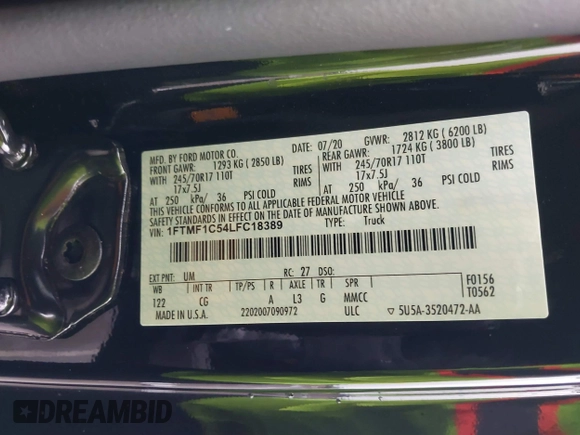 MFD. BY FORD MOTOR CO.
DATE: 07/20 GVWR: 2812 KG ( 6200 LB)
FRONT GAWR: 1293 KG ( 2850 LB) REAR GAWR: 1724 KG ( 3800 LB)
WITH 245/70R17 110T TIRES WITH 245/70R17 110T TIRES
17x7.5J RIMS 17x7.5J RIMS
AT 250 kPa/ 36 PSI COLD AT 250 kPa/ 36 PSI COLD
THIS VEHICLE CONFORMS TO ALL APPLICABLE FEDERAL MOTOR VEHICLE
SAFETY STANDARDS IN EFFECT ON THE DATE OF MANUFACTURE SHOWN ABOVE.
VIN: 1FTMF1C54LFC18389 TYPE: Truck
EXT PNT: UM RC: 27 DSO: F0156
WB INT TR TP/PS R AXLE TR SPR T0562
122 CG A L3 G MMCC
MADE IN U.S.A. 2202007090972 ULC 5U5A-3520472-AA
DREAMBID